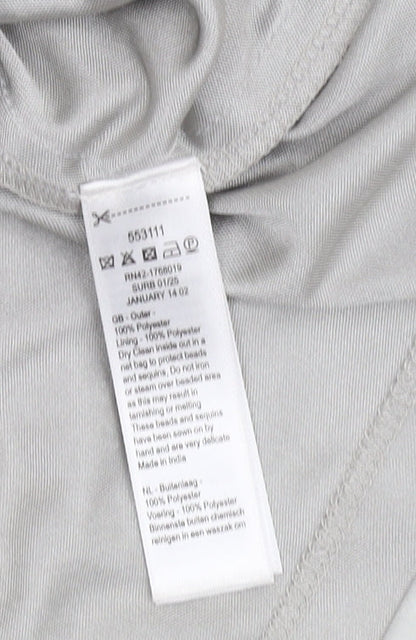 553111
RN42-1768019
SURB 01/25
JANUARY 14 02
GB - Outer -
100% Polyester
Lining - 100% Polyester
Dry Clean inside out in a
net bag to protect beads
and sequins. Do not iron
or steam over beaded area
as this may result in
tarnishing or melting
These beads and sequins
have been sewn on by
hand and are very delicate
Made in India
NL - Buitenlaag -
100% Polyester
Voering - 100% Polyester
Binnenste buiten chemisch
reinigen in een waszak om